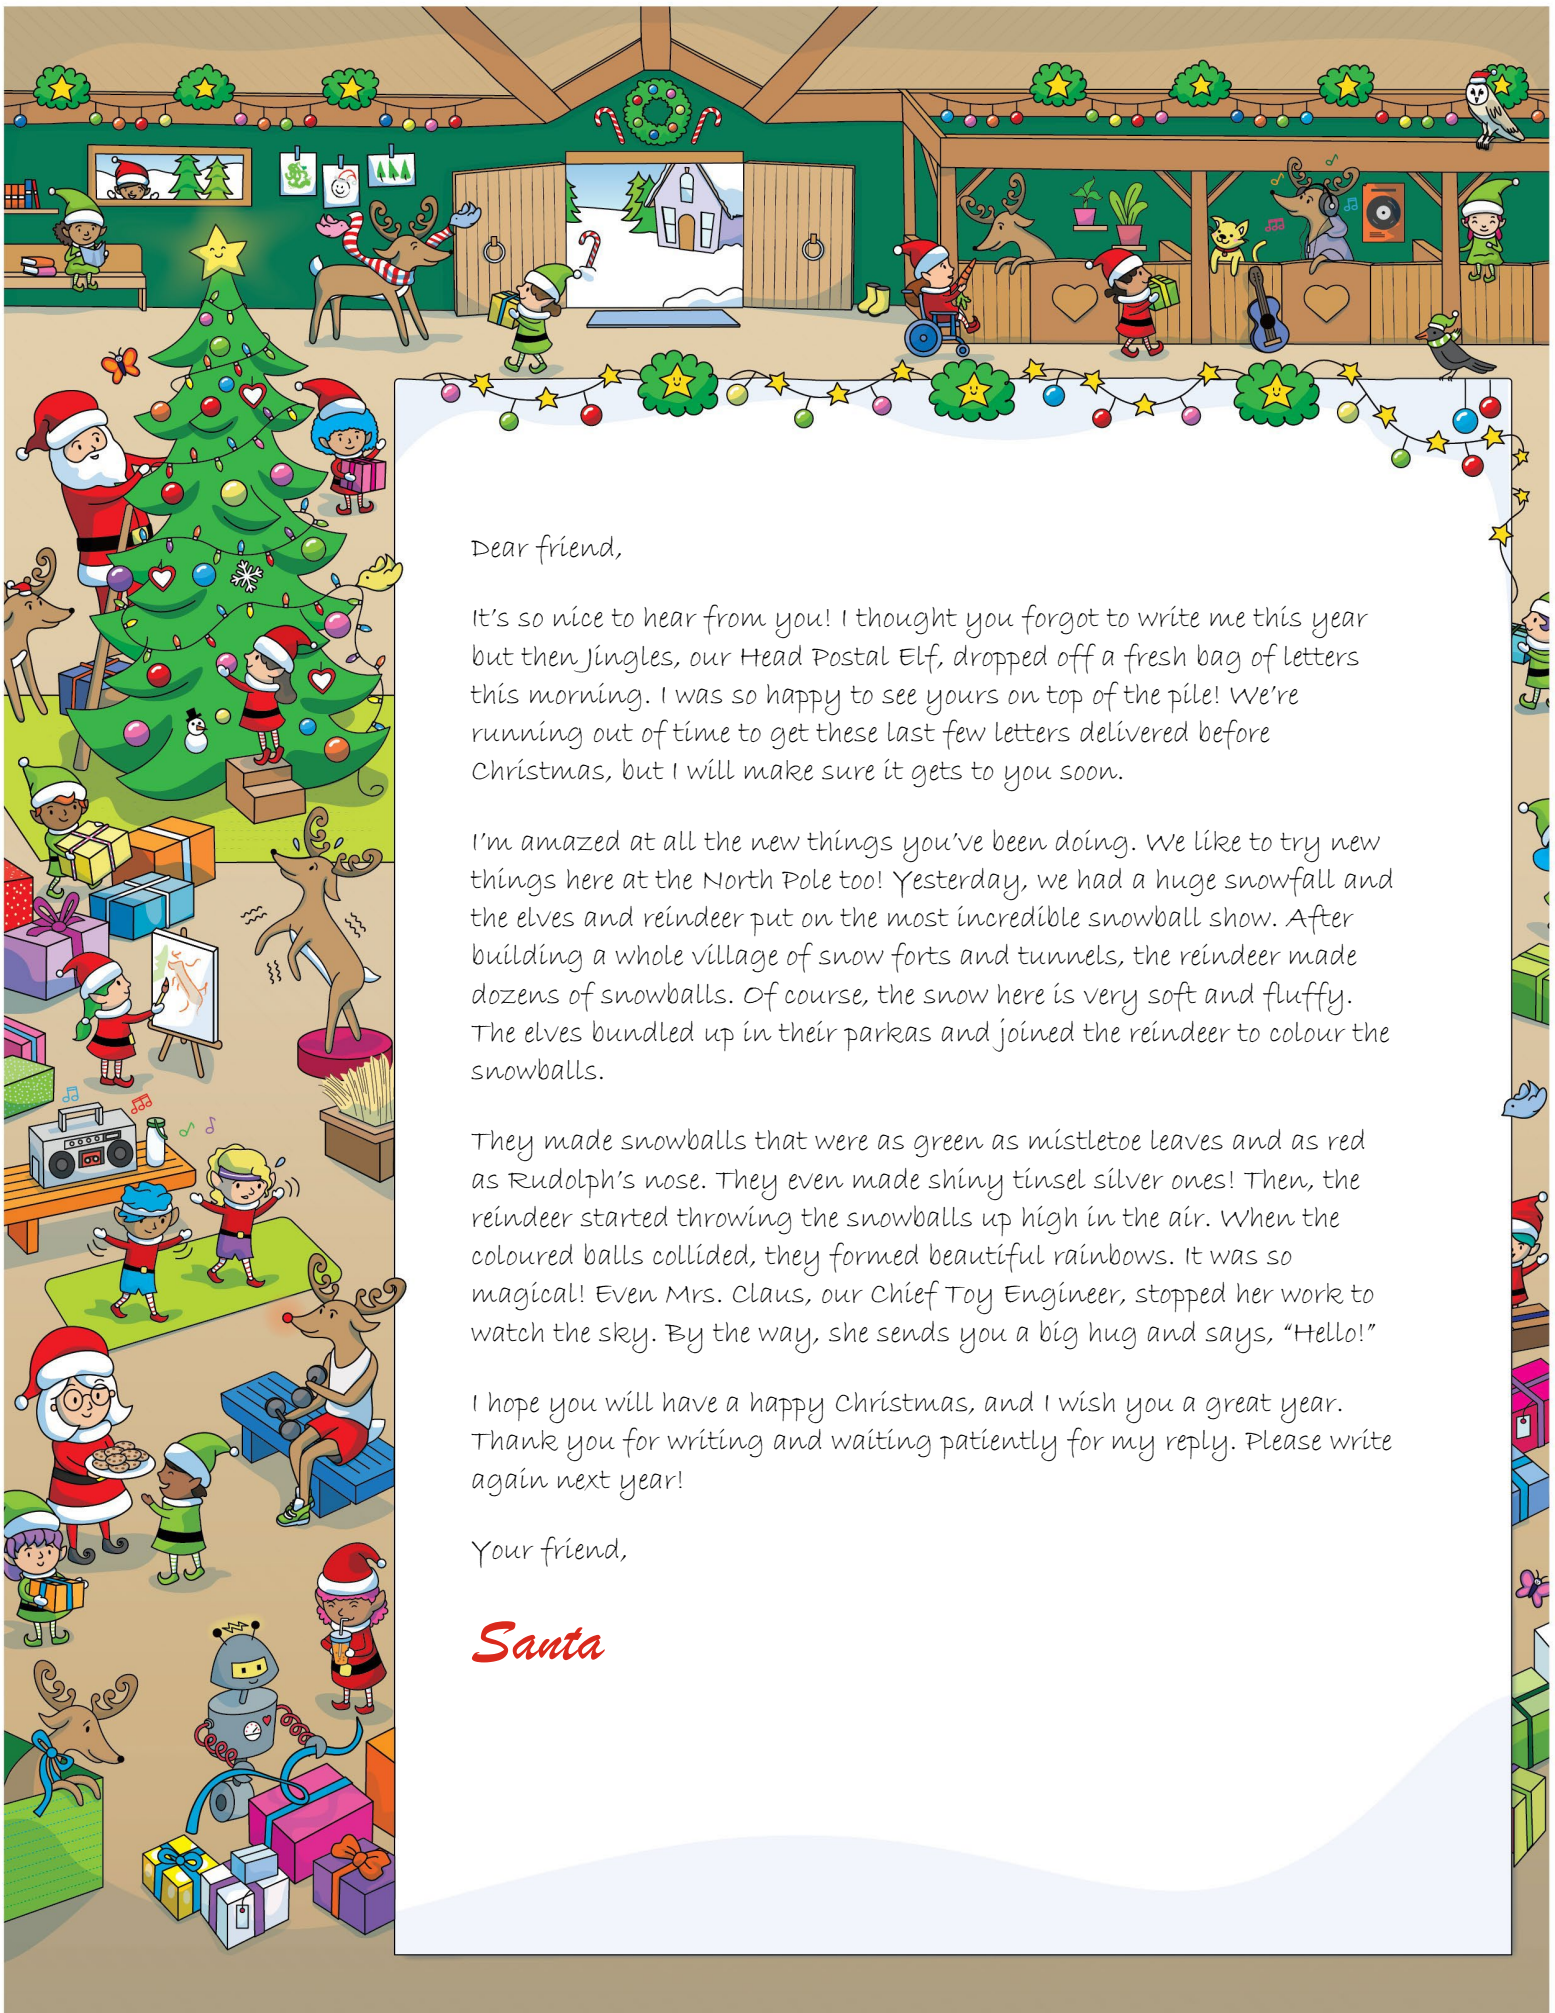 Dear friend,
It's so nice to hear from you! I thought you forgot to write me this year
but then Jingles, our Head Postal Elf, dropped off a fresh bag of letters
this morning. I was so happy to see yours on top of the pile! We're
running out of time to get these last few letters delivered before
Christmas, but I will make sure it gets to you soon.
I'm amazed at all the new things you've been doing. We like to try new
things here at the North Pole too! Yesterday, we had a huge snowfall and
the elves and reindeer put on the most incredible snowball show. After
building a whole village of snow forts and tunnels, the reindeer made
dozens of snowballs. Of course, the snow here is very soft and fluffy.
The elves bundled up in their parkas and joined the reindeer to colour the
snowballs.
They made snowballs that were as green as mistletoe leaves and as red
as Rudolph's nose. They even made shiny tinsel silver ones! Then, the
reindeer started throwing the snowballs up high in the air. When the
coloured balls collided, they formed beautiful rainbows. It was so
magical! Even Mrs. Claus, our Chief Toy Engineer, stopped her work to
watch the sky. By the way, she sends you a big hug and says, "Hello!"
I hope you will have a happy Christmas, and I wish you a great year.
Thank you for writing and waiting patiently for my reply. Please write
again next year!
Your friend,
Santa